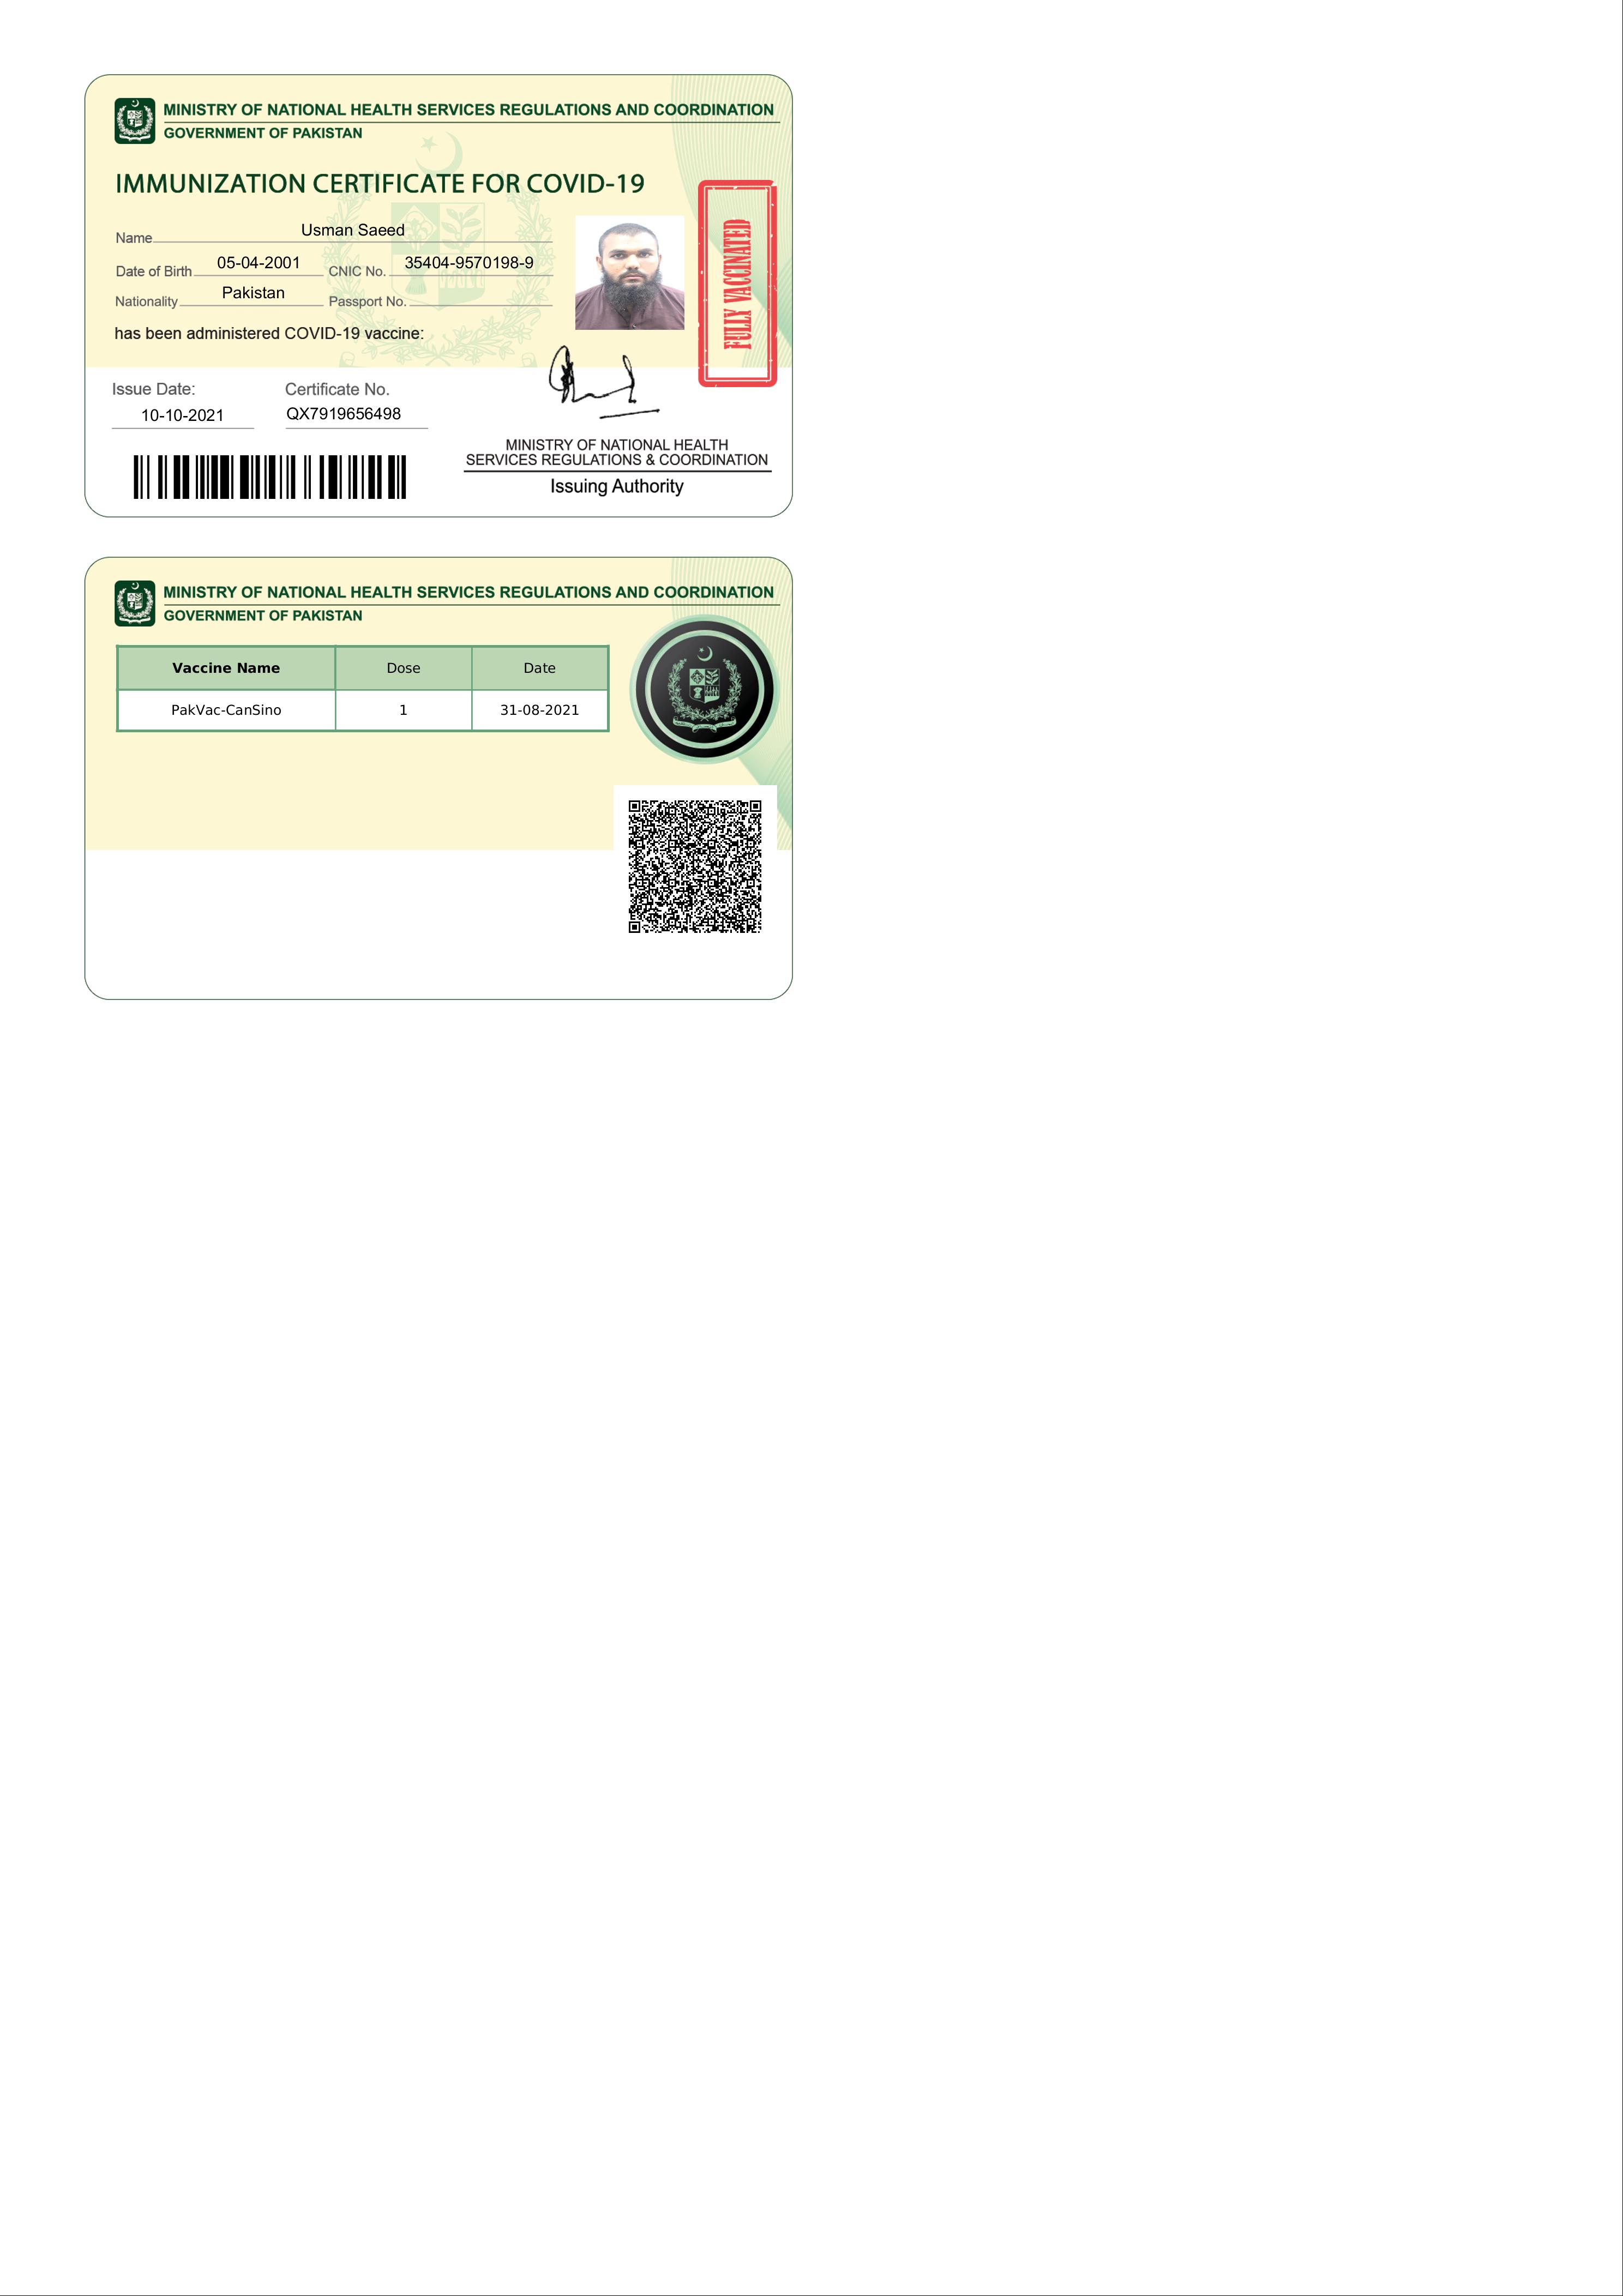 MINISTRY OF NATIONAL HEALTH SERVICES REGULATIONS AND COORDINATION
GOVERNMENT OF PAKISTAN
IMMUNIZATION CERTIFICATE FOR COVID-19
Name Usman Saeed
Date of Birth 05-04-2001 CNIC No. 35404-9570198-9
Nationality Pakistan Passport No.
has been administered COVID-19 vaccine:
FULLY VACCINATED
Issue Date: Certificate No.
10-10-2021 QX7919656498
MINISTRY OF NATIONAL HEALTH
SERVICES REGULATIONS & COORDINATION
Issuing Authority
MINISTRY OF NATIONAL HEALTH SERVICES REGULATIONS AND COORDINATION
GOVERNMENT OF PAKISTAN
Vaccine Name Dose Date
PakVac-CanSino 1 31-08-2021